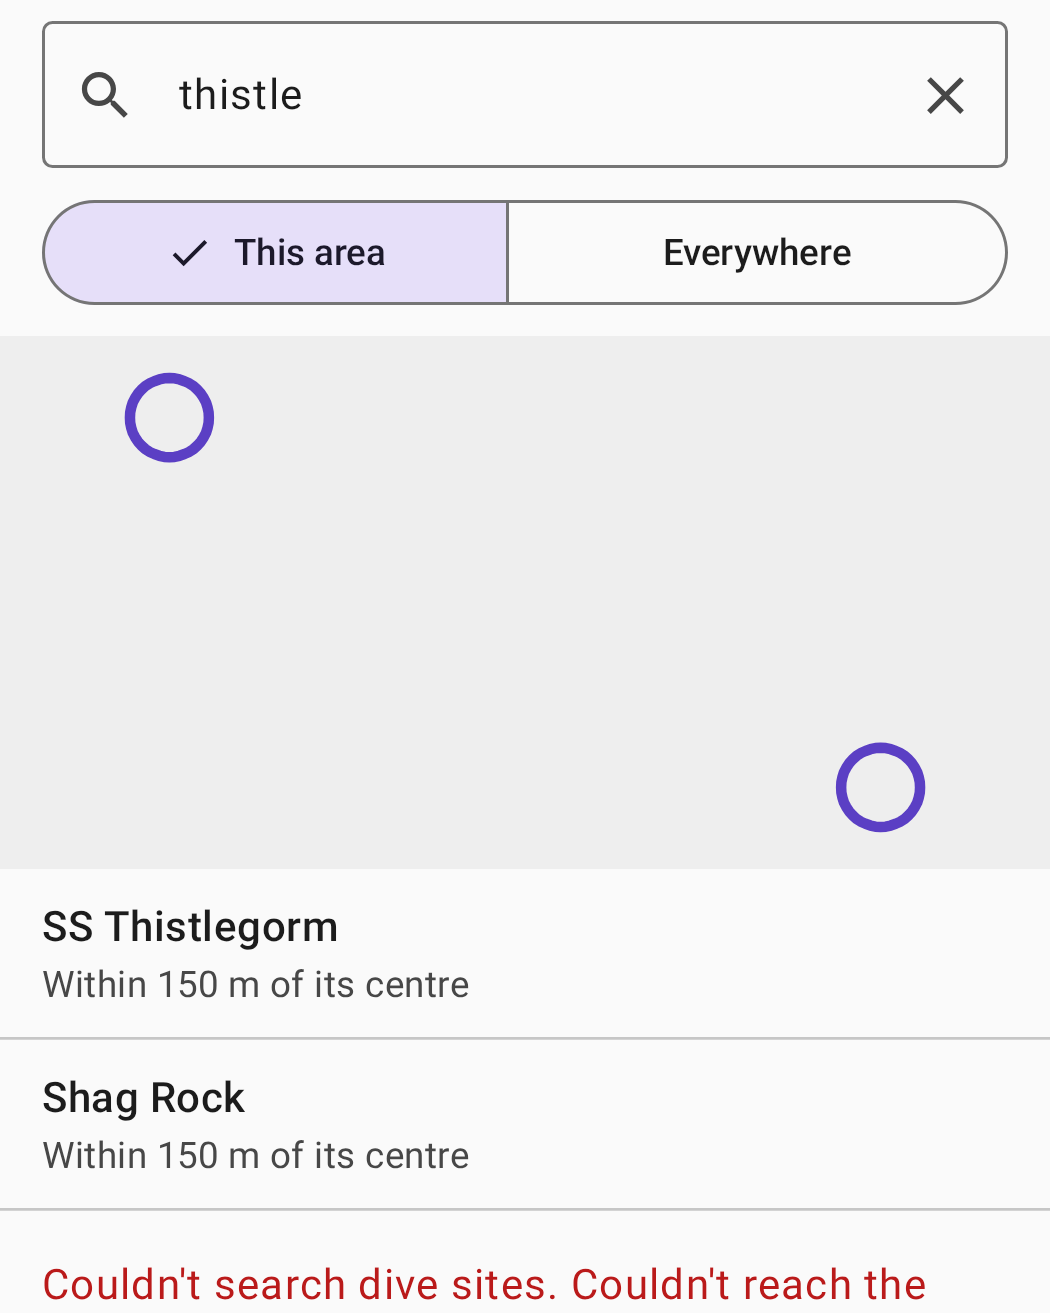 thistle
This area
Everywhere
SS Thistlegorm
Within 150 m of its centre
Shag Rock
Within 150 m of its centre
Couldn't search dive sites. Couldn't reach the